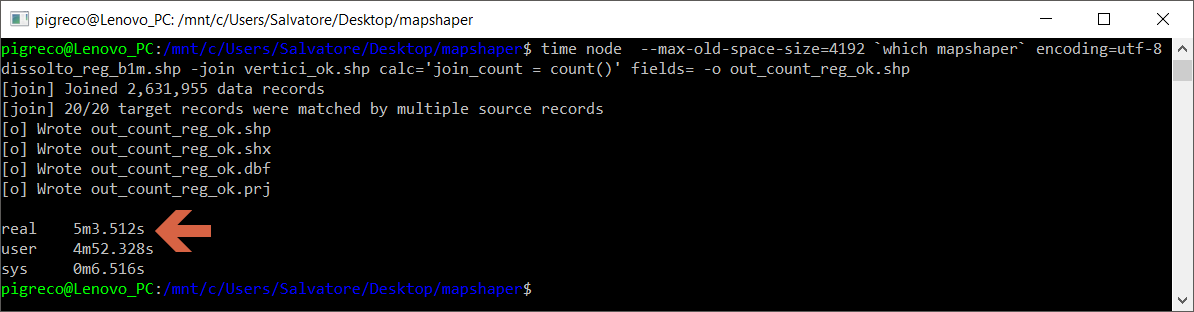 pigreco@Lenovo_PC: /mnt/c/Users/Salvatore/Desktop/mapshaper
pigreco@Lenovo_PC:/mnt/c/Users/Salvatore/Desktop/mapshaper$ time node  --max-old-space-size=4192 `which mapshaper` encoding=utf-8
dissolto_reg_b1m.shp -join vertici_ok.shp calc='join_count = count()' fields= -o out_count_reg_ok.shp
[join] Joined 2,631,955 data records
[join] 20/20 target records were matched by multiple source records
[o] Wrote out_count_reg_ok.shp
[o] Wrote out_count_reg_ok.shx
[o] Wrote out_count_reg_ok.dbf
[o] Wrote out_count_reg_ok.prj
real    5m3.512s
user    4m52.328s
sys     0m6.516s
pigreco@Lenovo_PC:/mnt/c/Users/Salvatore/Desktop/mapshaper$